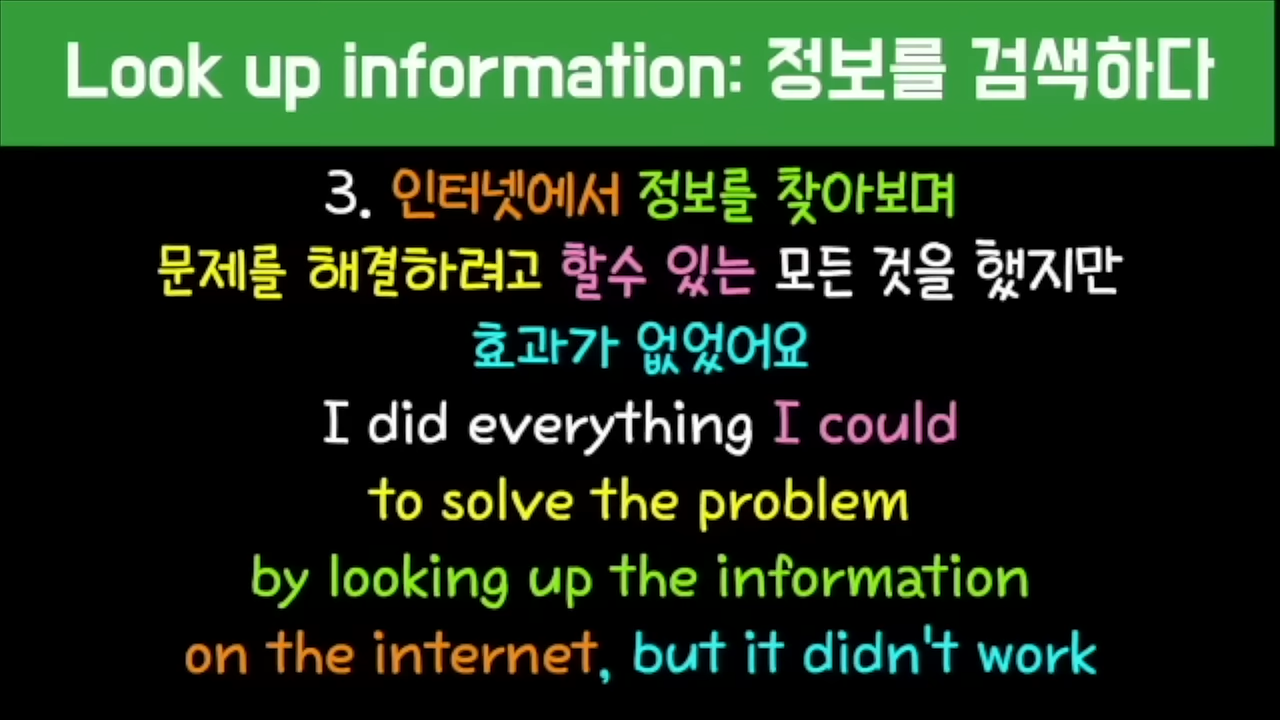 Look up information: 정보를 검색하다
3. 인터넷에서 정보를 찾아보며
문제를 해결하려고 할수 있는 모든 것을 했지만
효과가 없었어요
I did everything I could
to solve the problem
by looking up the information
on the internet, but it didn't work